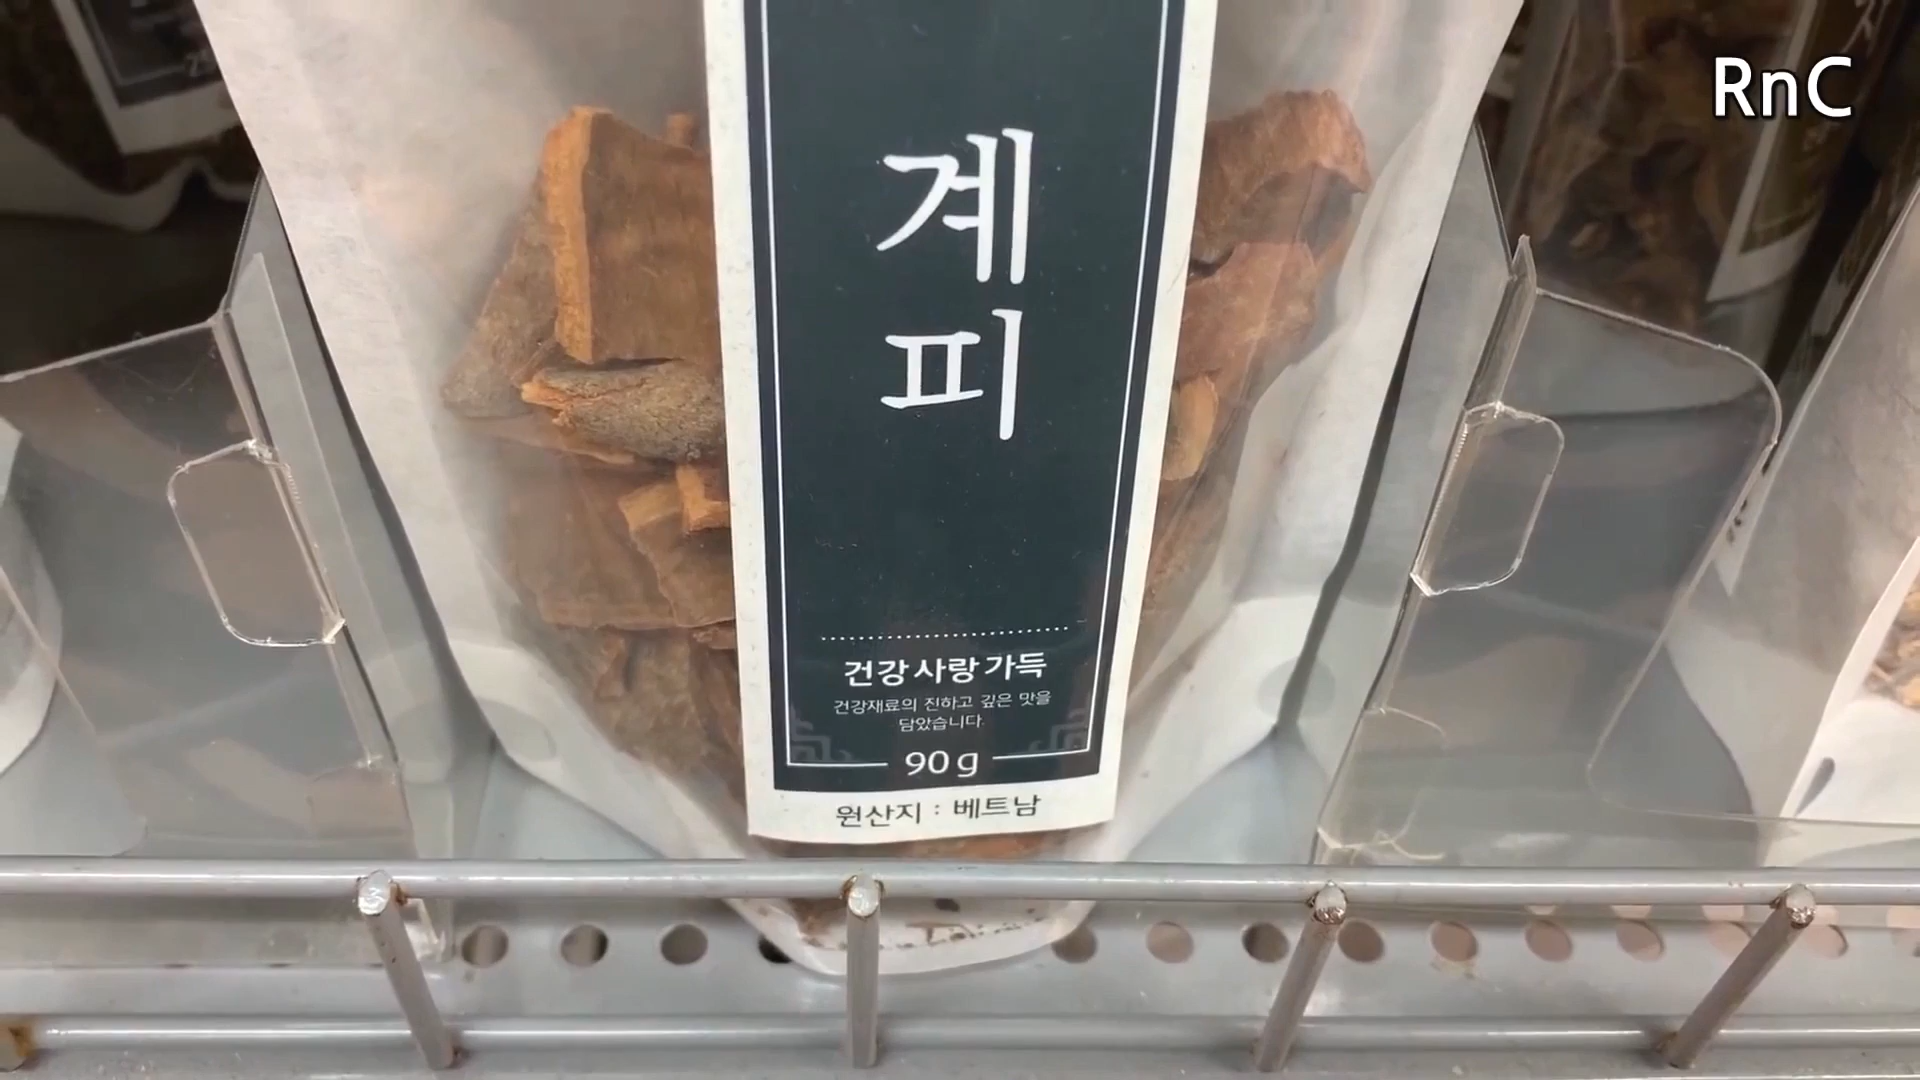 RnC
계
피
건강사랑가득
건강재료의 진하고 깊은 맛을
담았습니다.
90g
원산지 : 베트남